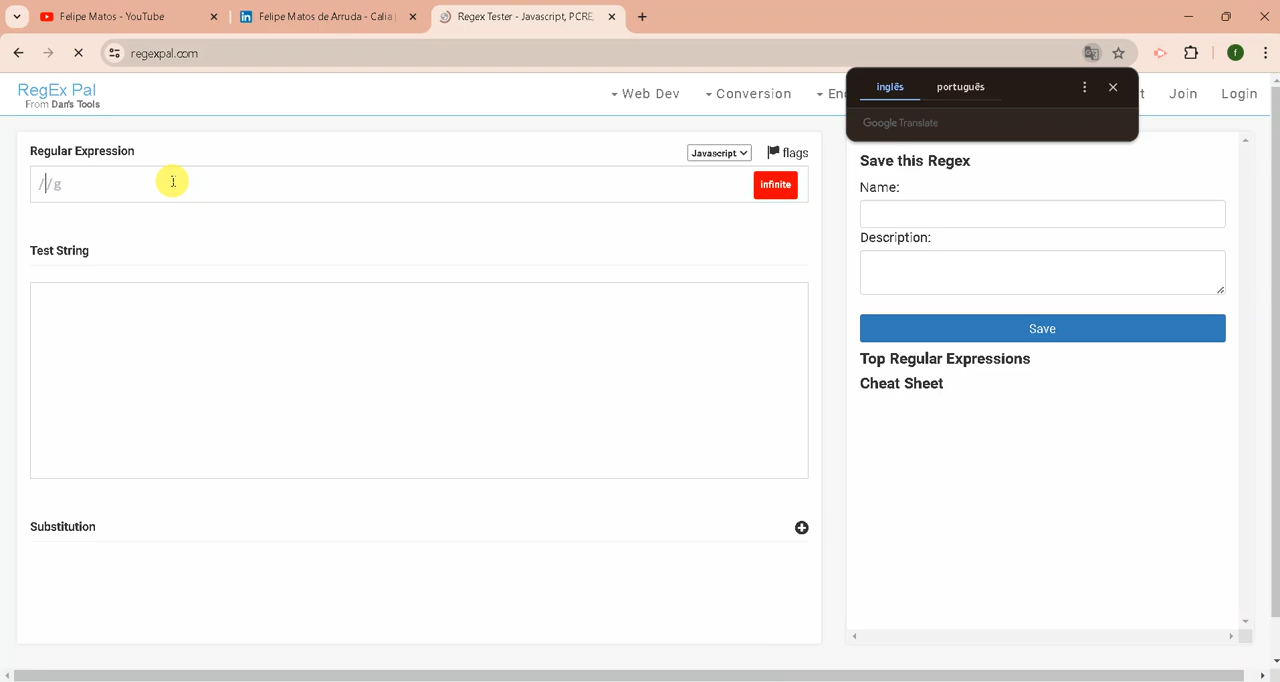 Felipe Matos - YouTube
Felipe Matos de Arruda - Calia
Regex Tester - Javascript, PCRE,
regexpal.com
f
RegEx Pal
From Dan's Tools
Web Dev
Conversion
En
inglês
português
Google Translate
t
Join
Login
Regular Expression
Javascript
flags
//g
infinite
Test String
Substitution
Save this Regex
Name:
Description:
Save
Top Regular Expressions
Cheat Sheet